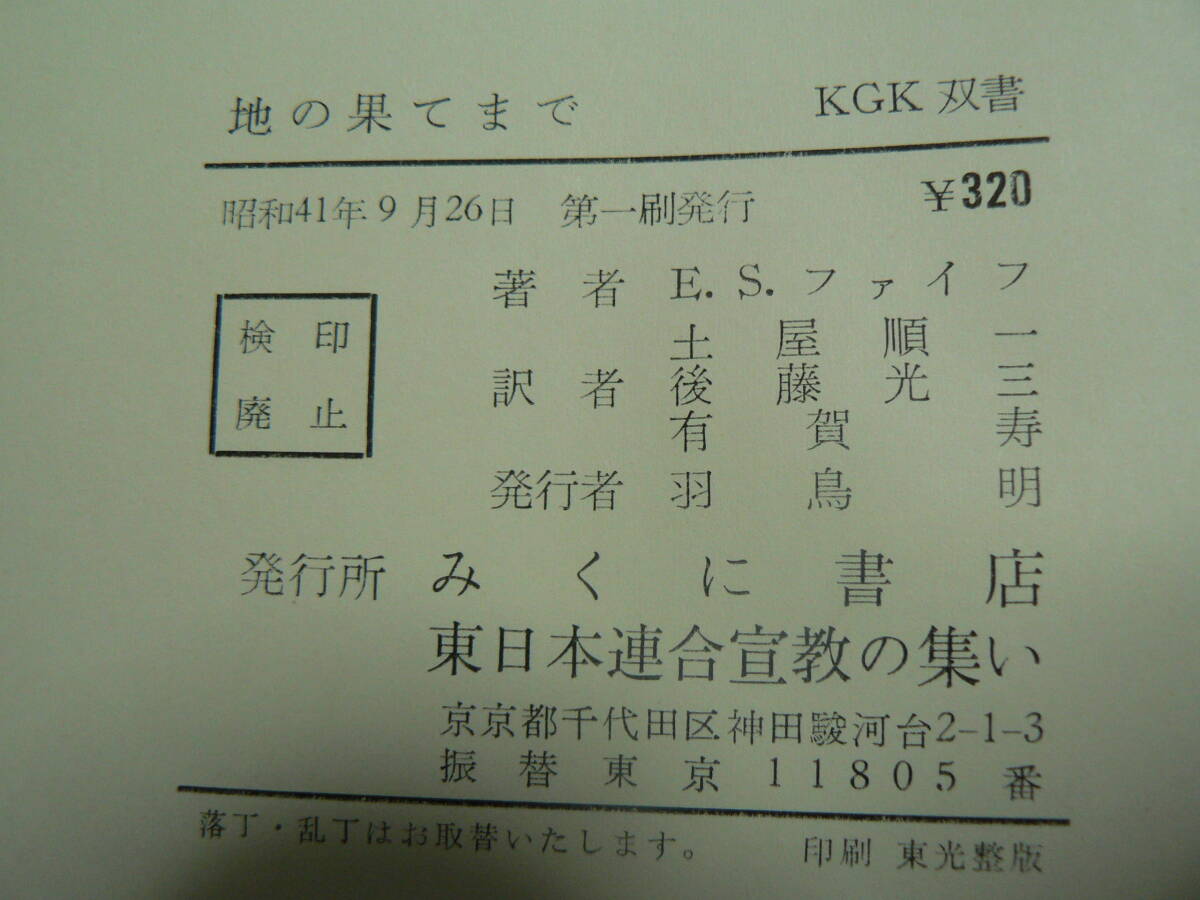 地の果てまで　KGK 双書
昭和41年9月26日　第一刷発行　¥320
検印
廃止
著者　E. S. ファイフ
土屋順一
訳者　後藤光三
有賀寿
発行者　羽鳥明
発行所　みくに書店
東日本連合宣教の集い
京京都千代田区神田駿河台2-1-3
振替東京11805番
落丁・乱丁はお取替いたします。　印刷　東光整版